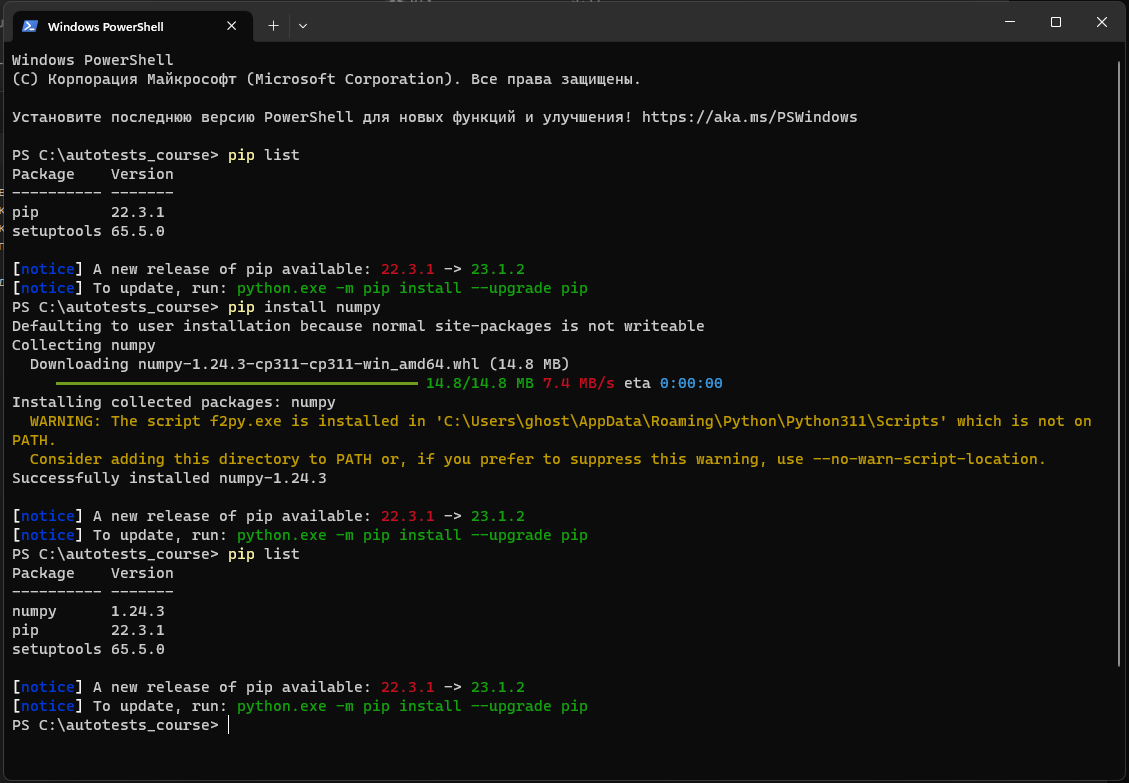 Windows PowerShell
Windows PowerShell
(C) Корпорация Майкрософт (Microsoft Corporation). Все права защищены.
Установите последнюю версию PowerShell для новых функций и улучшения! https://aka.ms/PSWindows
PS C:\autotests_course> pip list
Package    Version
---------- -------
pip        22.3.1
setuptools 65.5.0
[notice] A new release of pip available: 22.3.1 -> 23.1.2
[notice] To update, run: python.exe -m pip install --upgrade pip
PS C:\autotests_course> pip install numpy
Defaulting to user installation because normal site-packages is not writeable
Collecting numpy
  Downloading numpy-1.24.3-cp311-cp311-win_amd64.whl (14.8 MB)
14.8/14.8 MB 7.4 MB/s eta 0:00:00
Installing collected packages: numpy
  WARNING: The script f2py.exe is installed in 'C:\Users\ghost\AppData\Roaming\Python\Python311\Scripts' which is not on
PATH.
  Consider adding this directory to PATH or, if you prefer to suppress this warning, use --no-warn-script-location.
Successfully installed numpy-1.24.3
[notice] A new release of pip available: 22.3.1 -> 23.1.2
[notice] To update, run: python.exe -m pip install --upgrade pip
PS C:\autotests_course> pip list
Package    Version
---------- -------
numpy      1.24.3
pip        22.3.1
setuptools 65.5.0
[notice] A new release of pip available: 22.3.1 -> 23.1.2
[notice] To update, run: python.exe -m pip install --upgrade pip
PS C:\autotests_course>